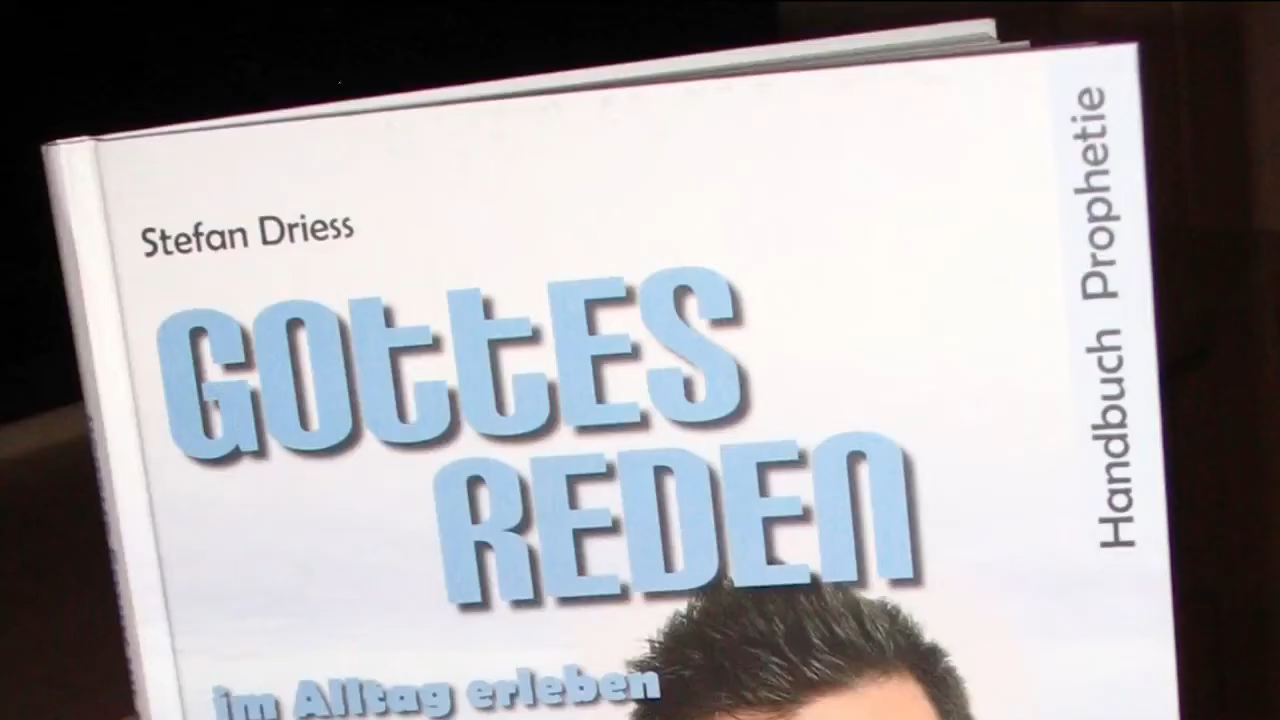 Stefan Driess
GOttES
REDEN
im Alltag erleben
Handbuch Prophetie